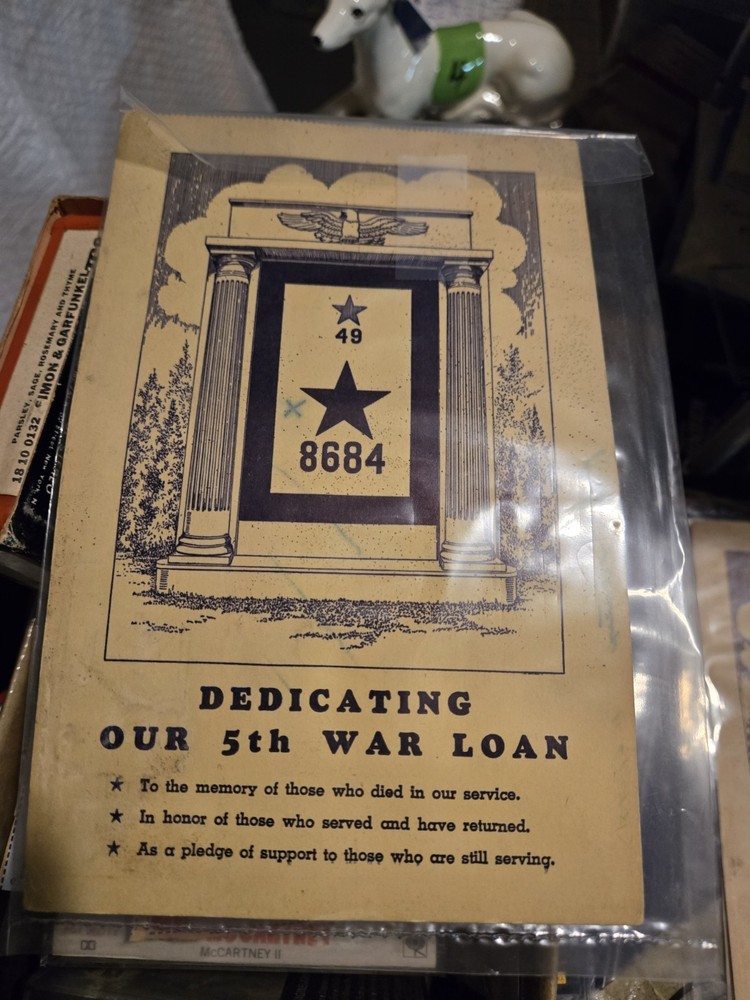 49
8684
DEDICATING
OUR 5th WAR LOAN
To the memory of those who died in our service.
In honor of those who served and have returned.
As a pledge of support to those who are still serving.
PARSLEY, SAGE, ROSEMARY AND THYME
18 10 0132 SIMON & GARFUNKEL
McCARTNEY II